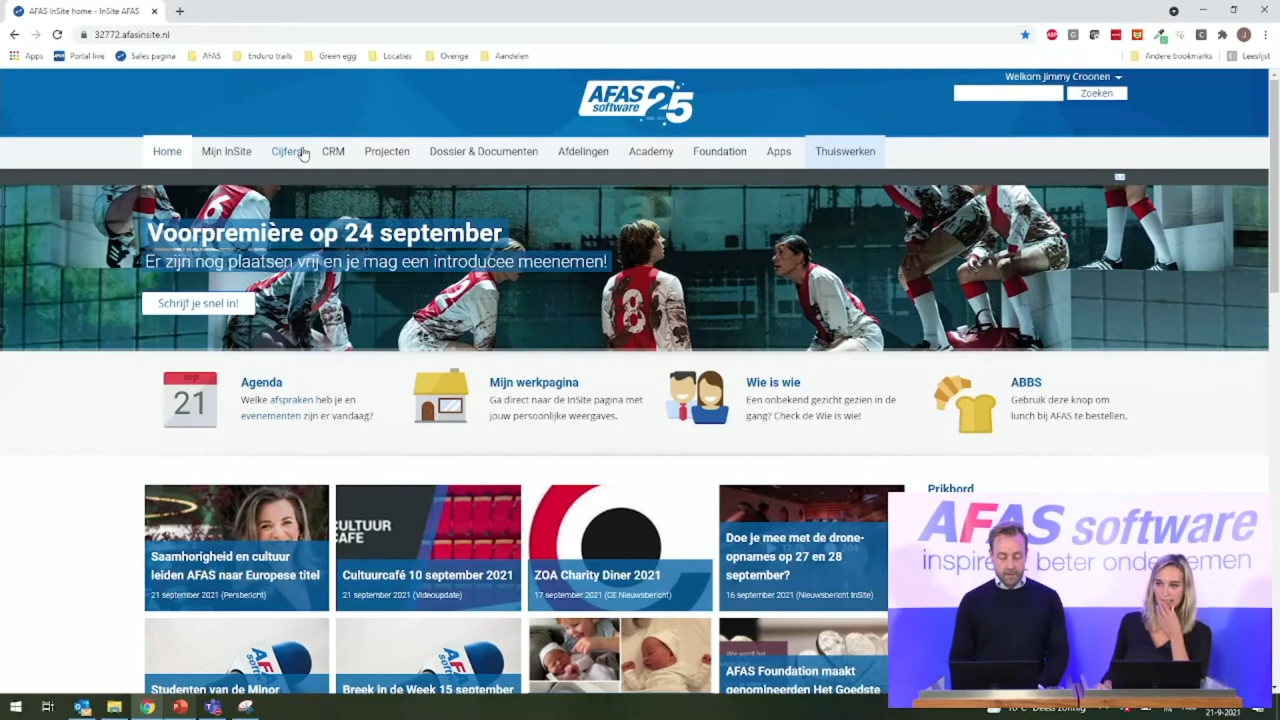 AFAS InSite home - InSite AFAS
32772.afasinsite.nl
Apps
Portal live
Sales pagina
AFAS
Enduro trails
Green egg
Locaties
Overige
Aandelen
Andere bookmarks
Leeslijst
Welkom Jimmy Croonen
AFAS software 25
Zoeken
Home
Mijn InSite
Cijfers
CRM
Projecten
Dossier & Documenten
Afdelingen
Academy
Foundation
Apps
Thuiswerken
Voorpremière op 24 september
Er zijn nog plaatsen vrij en je mag een introducee meenemen!
Schrijf je snel in!
8
sep
21
Agenda
Welke afspraken heb je en
evenementen zijn er vandaag?
Mijn werkpagina
Ga direct naar de InSite pagina met
jouw persoonlijke weergaves.
Wie is wie
Een onbekend gezicht gezien in de
gang? Check de Wie is wie!
ABBS
Gebruik deze knop om
lunch bij AFAS te bestellen.
Saamhorigheid en cultuur
leiden AFAS naar Europese titel
21 september 2021 (Persbericht)
CULTUUR
CAFE
Cultuurcafé 10 september 2021
21 september 2021 (Videoupdate)
ZOA Charity Diner 2021
17 september 2021 (CE Nieuwsbericht)
Doe je mee met de drone-
opnames op 27 en 28
september?
16 september 2021 (Nieuwsbericht InSite)
Prikbord
Studenten van de Minor
Breek in de Week 15 september
AFAS Foundation maakt
genomineerden Het Goedste
AFAS software
inspireert beter ondernemen
21-9-2021